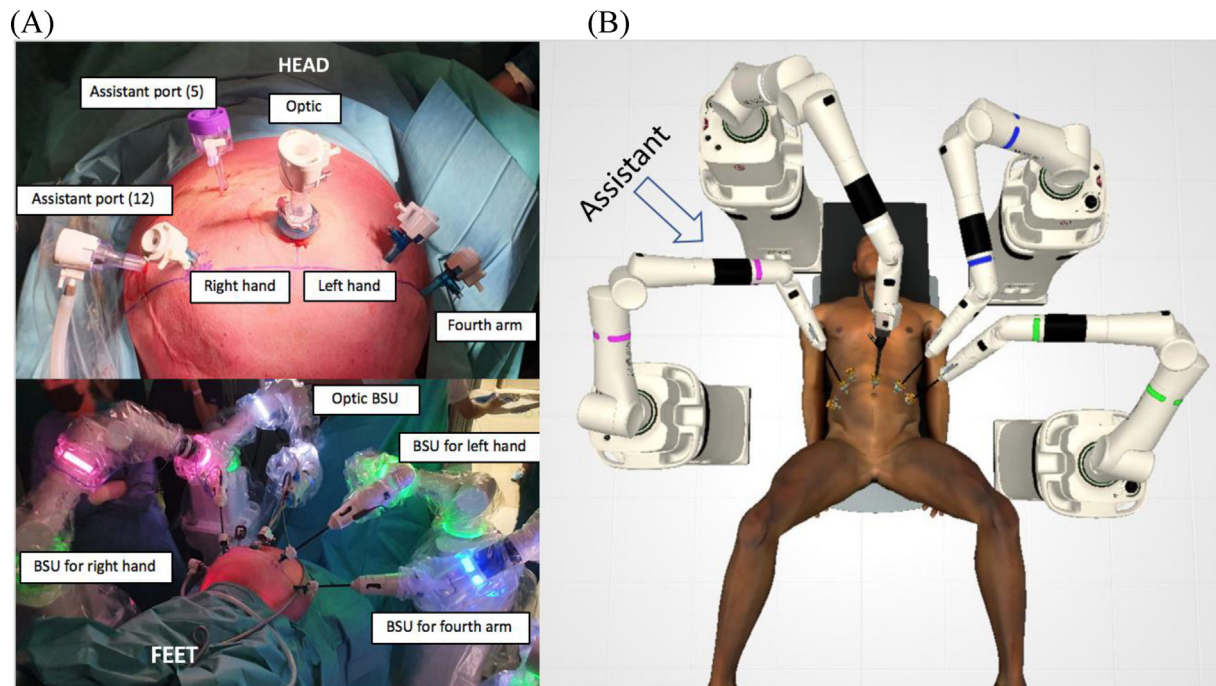 (A)
(B)
HEAD
Assistant port (5)
Optic
Assistant port (12)
Right hand
Left hand
Fourth arm
Optic BSU
BSU for left hand
BSU for right hand
BSU for fourth arm
FEET
Assistant